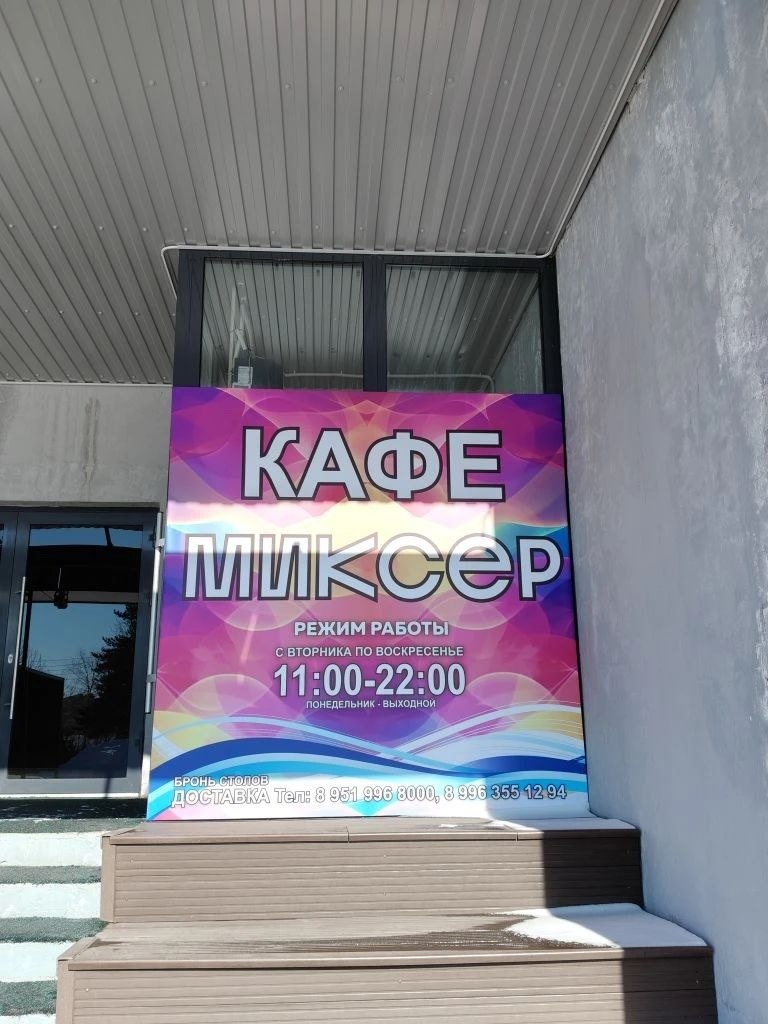 КАФЕ
МИКСЕР
РЕЖИМ РАБОТЫ
С ВТОРНИКА ПО ВОСКРЕСЕНЬЕ
11:00-22:00
ПОНЕДЕЛЬНИК - ВЫХОДНОЙ
БРОНЬ СТОЛОВ
ДОСТАВКА Тел: 8 951 996 8000, 8 996 355 12 94